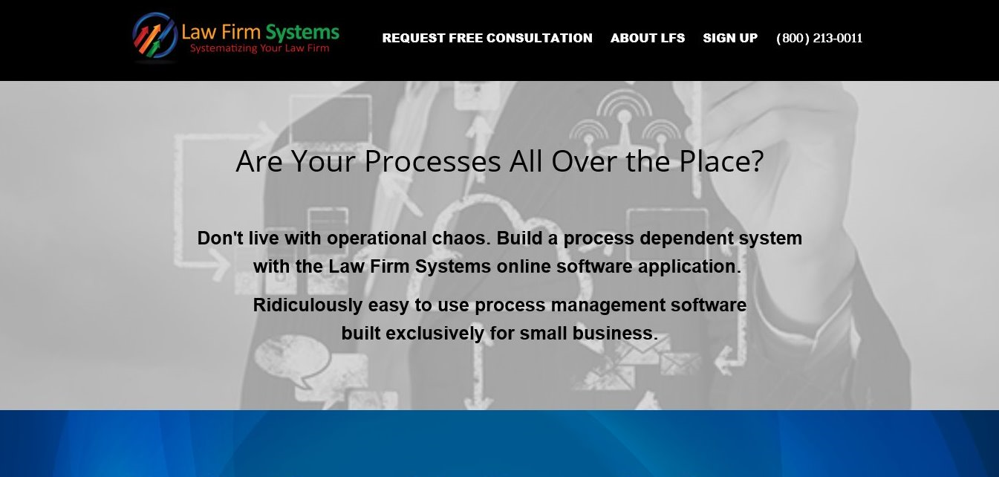 Law Firm Systems
Systematizing Your Law Firm
REQUEST FREE CONSULTATION ABOUT LFS SIGN UP (800) 213-0011
Are Your Processes All Over the Place?
Don't live with operational chaos. Build a process dependent system
with the Law Firm Systems online software application.
Ridiculously easy to use process management software
built exclusively for small business.